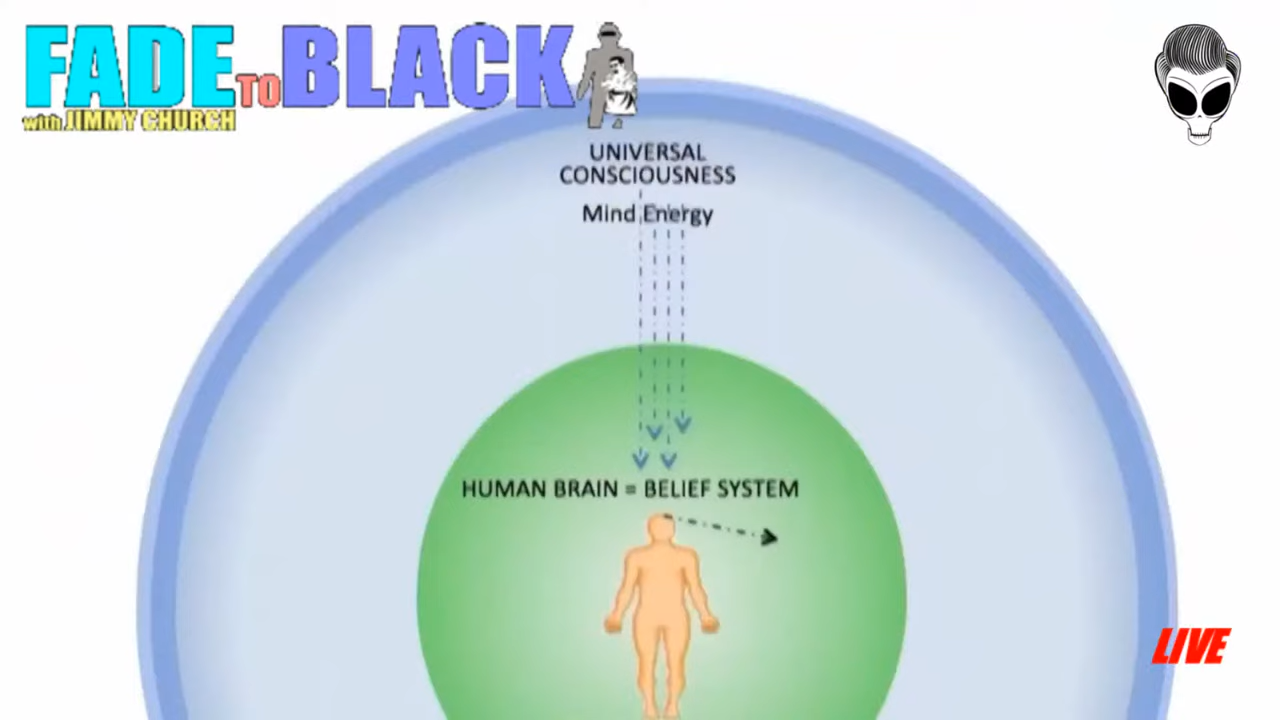 FADE TO BLACK
with JIMMY CHURCH
UNIVERSAL
CONSCIOUSNESS
Mind Energy
HUMAN BRAIN = BELIEF SYSTEM
LIVE